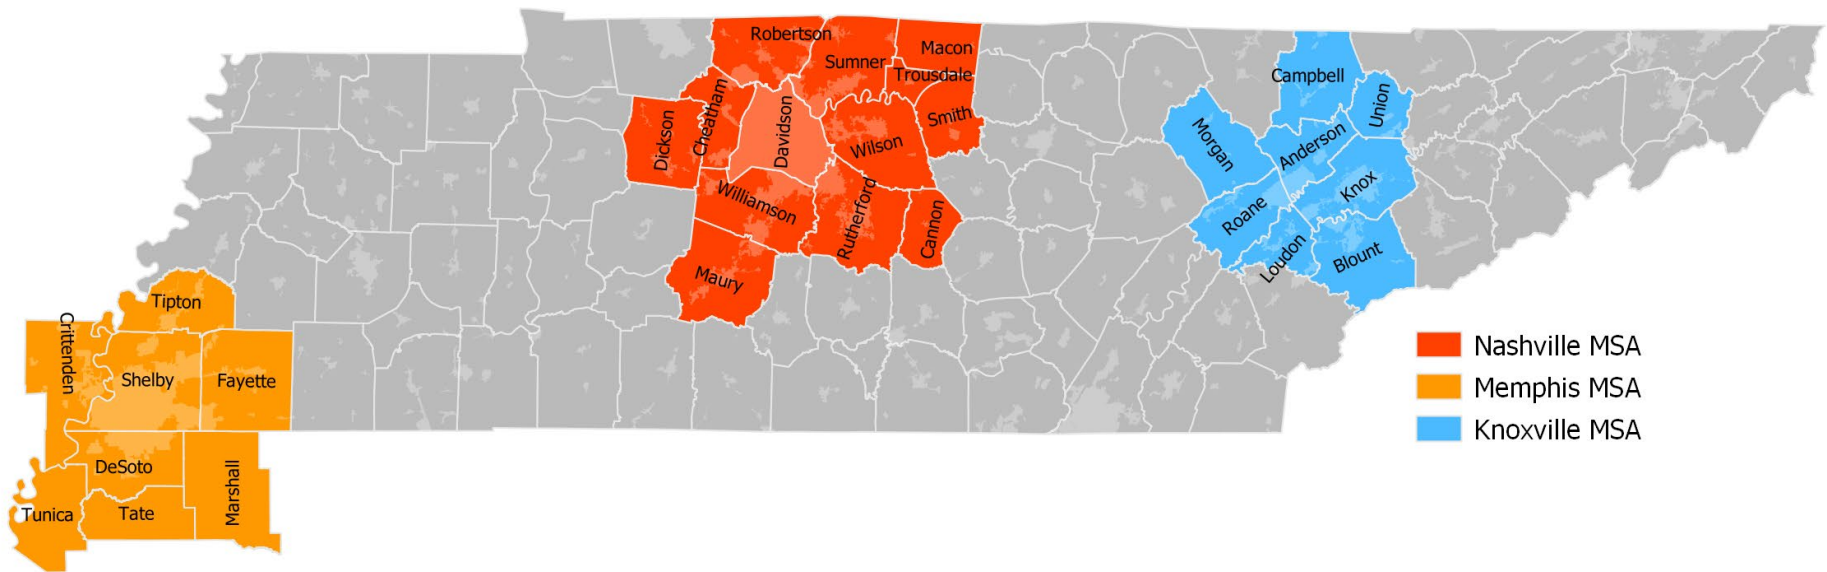 Robertson
Sumner
Macon
Trousdale
Smith
Cheatham
Dickson
Davidson
Wilson
Williamson
Rutherford
Cannon
Maury
Campbell
Union
Morgan
Anderson
Knox
Roane
Loudon
Blount
Tipton
Crittenden
Shelby
Fayette
DeSoto
Marshall
Tunica
Tate
Nashville MSA
Memphis MSA
Knoxville MSA